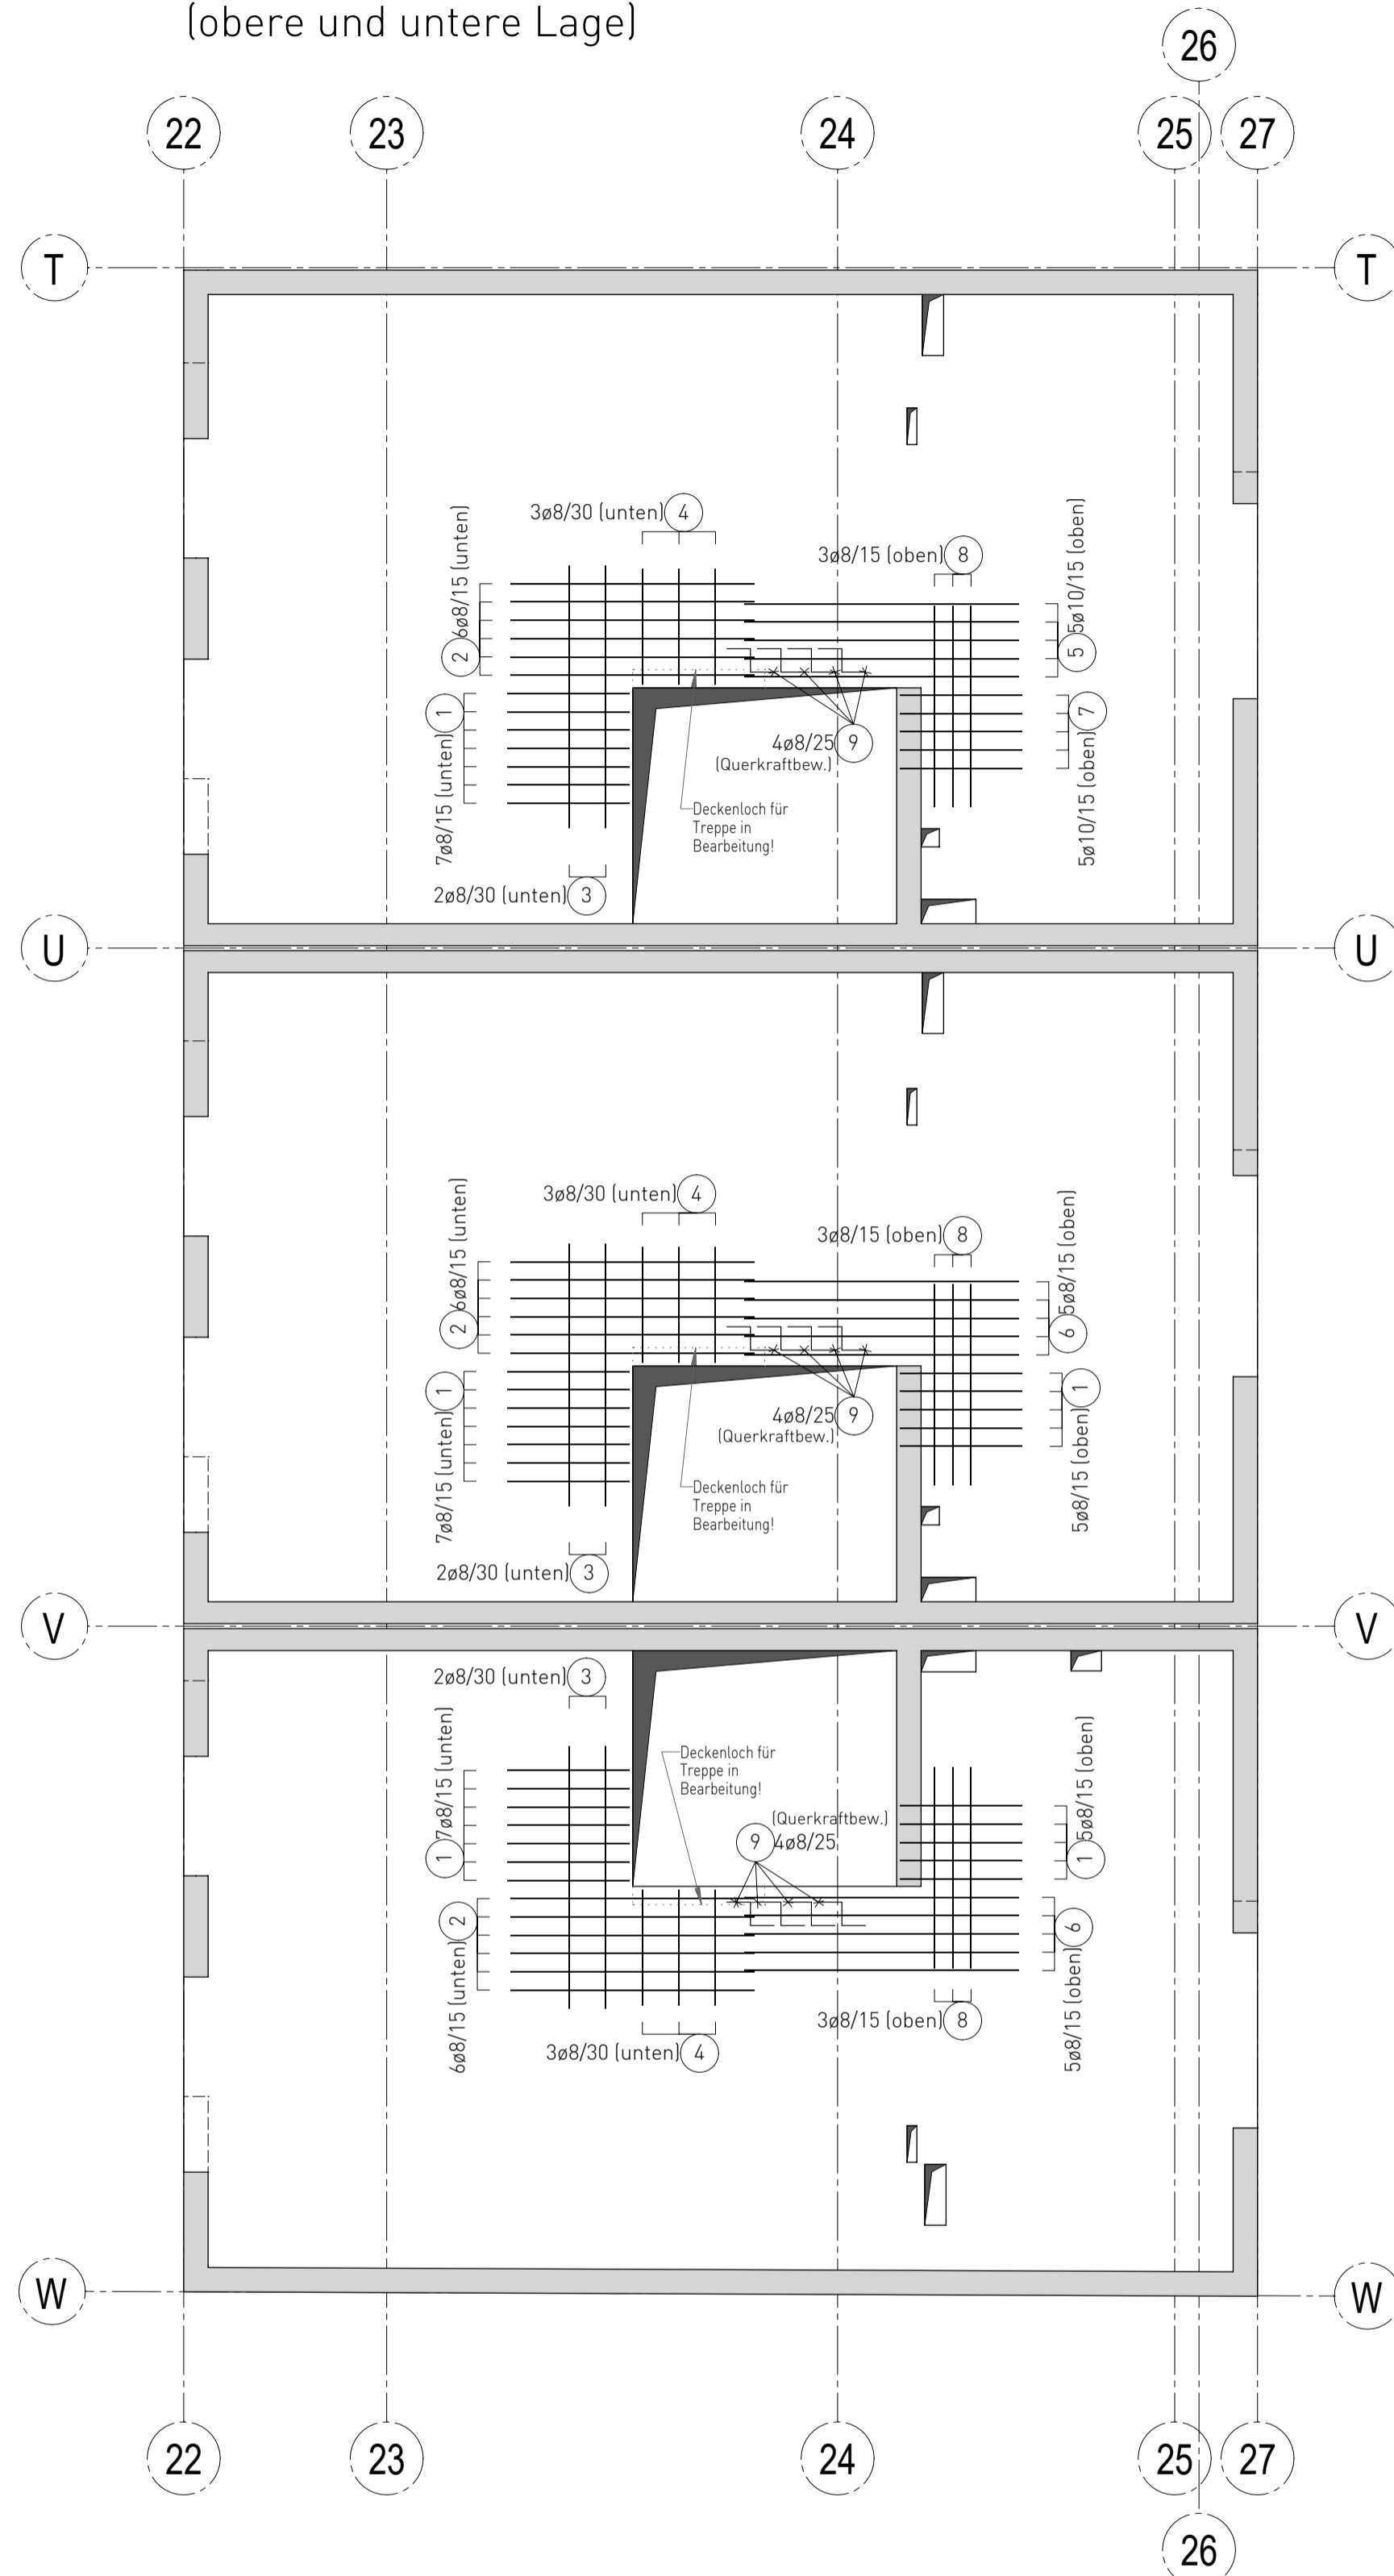 (obere und untere Lage)
26
22
23
24
25
27
T
T
3ø8/30 (unten) 4
6ø8/15 (unten)
2
3ø8/15 (oben) 8
5ø10/15 (oben)
5
1
7ø8/15 (unten)
7
5ø10/15 (oben)
4ø8/25 9
(Querkraftbew.)
Deckenloch für
Treppe in
Bearbeitung!
2ø8/30 (unten) 3
U
U
3ø8/30 (unten) 4
6ø8/15 (unten)
2
3ø8/15 (oben) 8
5ø8/15 (oben)
6
1
7ø8/15 (unten)
1
5ø8/15 (oben)
4ø8/25 9
(Querkraftbew.)
Deckenloch für
Treppe in
Bearbeitung!
2ø8/30 (unten) 3
V
V
2ø8/30 (unten) 3
7ø8/15 (unten)
1
Deckenloch für
Treppe in
Bearbeitung!
(Querkraftbew.)
9 4ø8/25
5ø8/15 (oben)
1
2
6ø8/15 (unten)
6
5ø8/15 (oben)
3ø8/15 (oben) 8
3ø8/30 (unten) 4
W
W
22
23
24
25
27
26